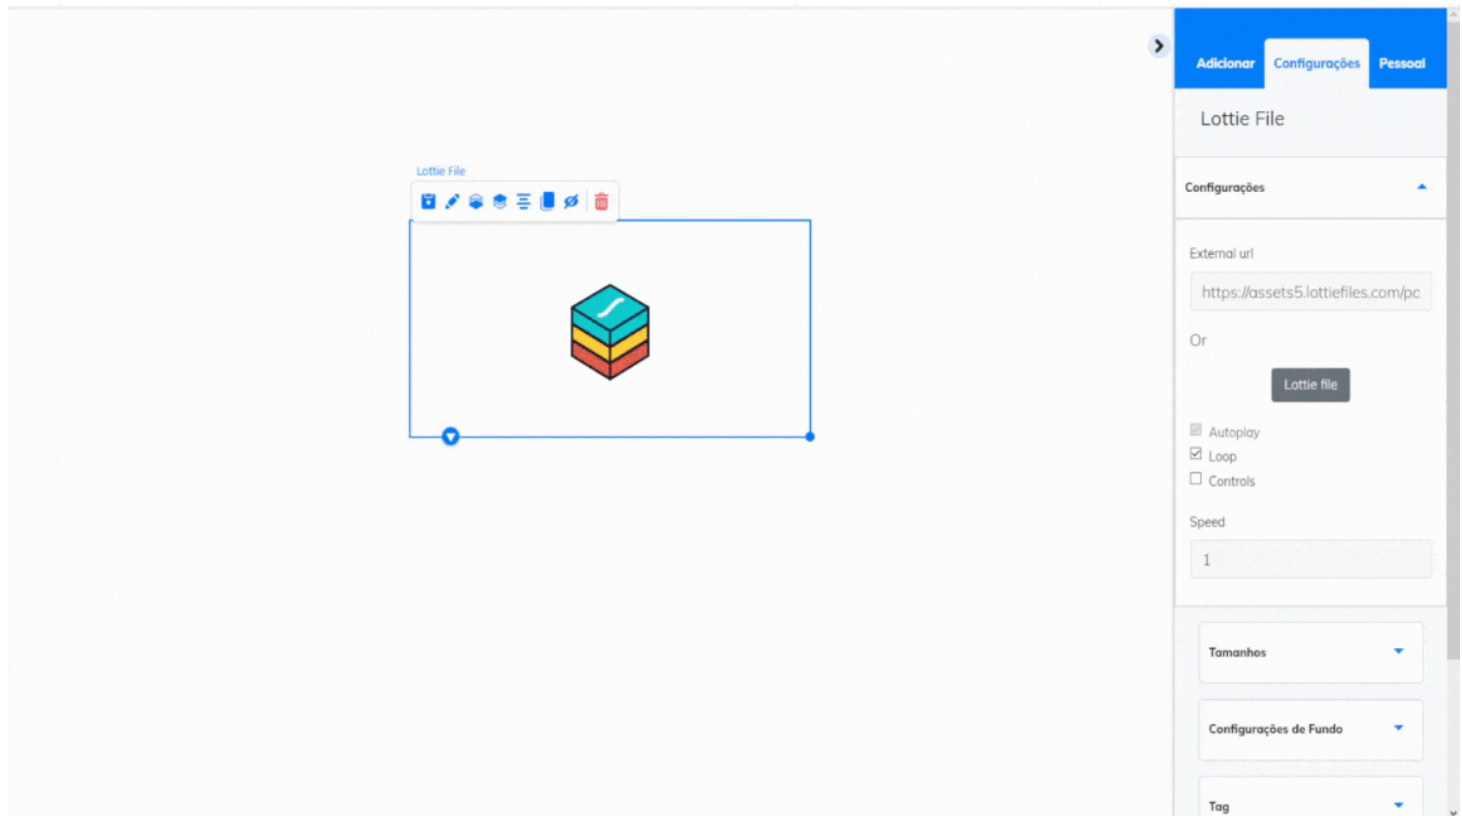 Adicionar Configurações Pessoal
Lottie File
Lottie File
Configurações
External url
https://assets5.lottiefiles.com/pc
Or
Lottie file
Autoplay
Loop
Controls
Speed
1
Tamanhos
Configurações de Fundo
Tag